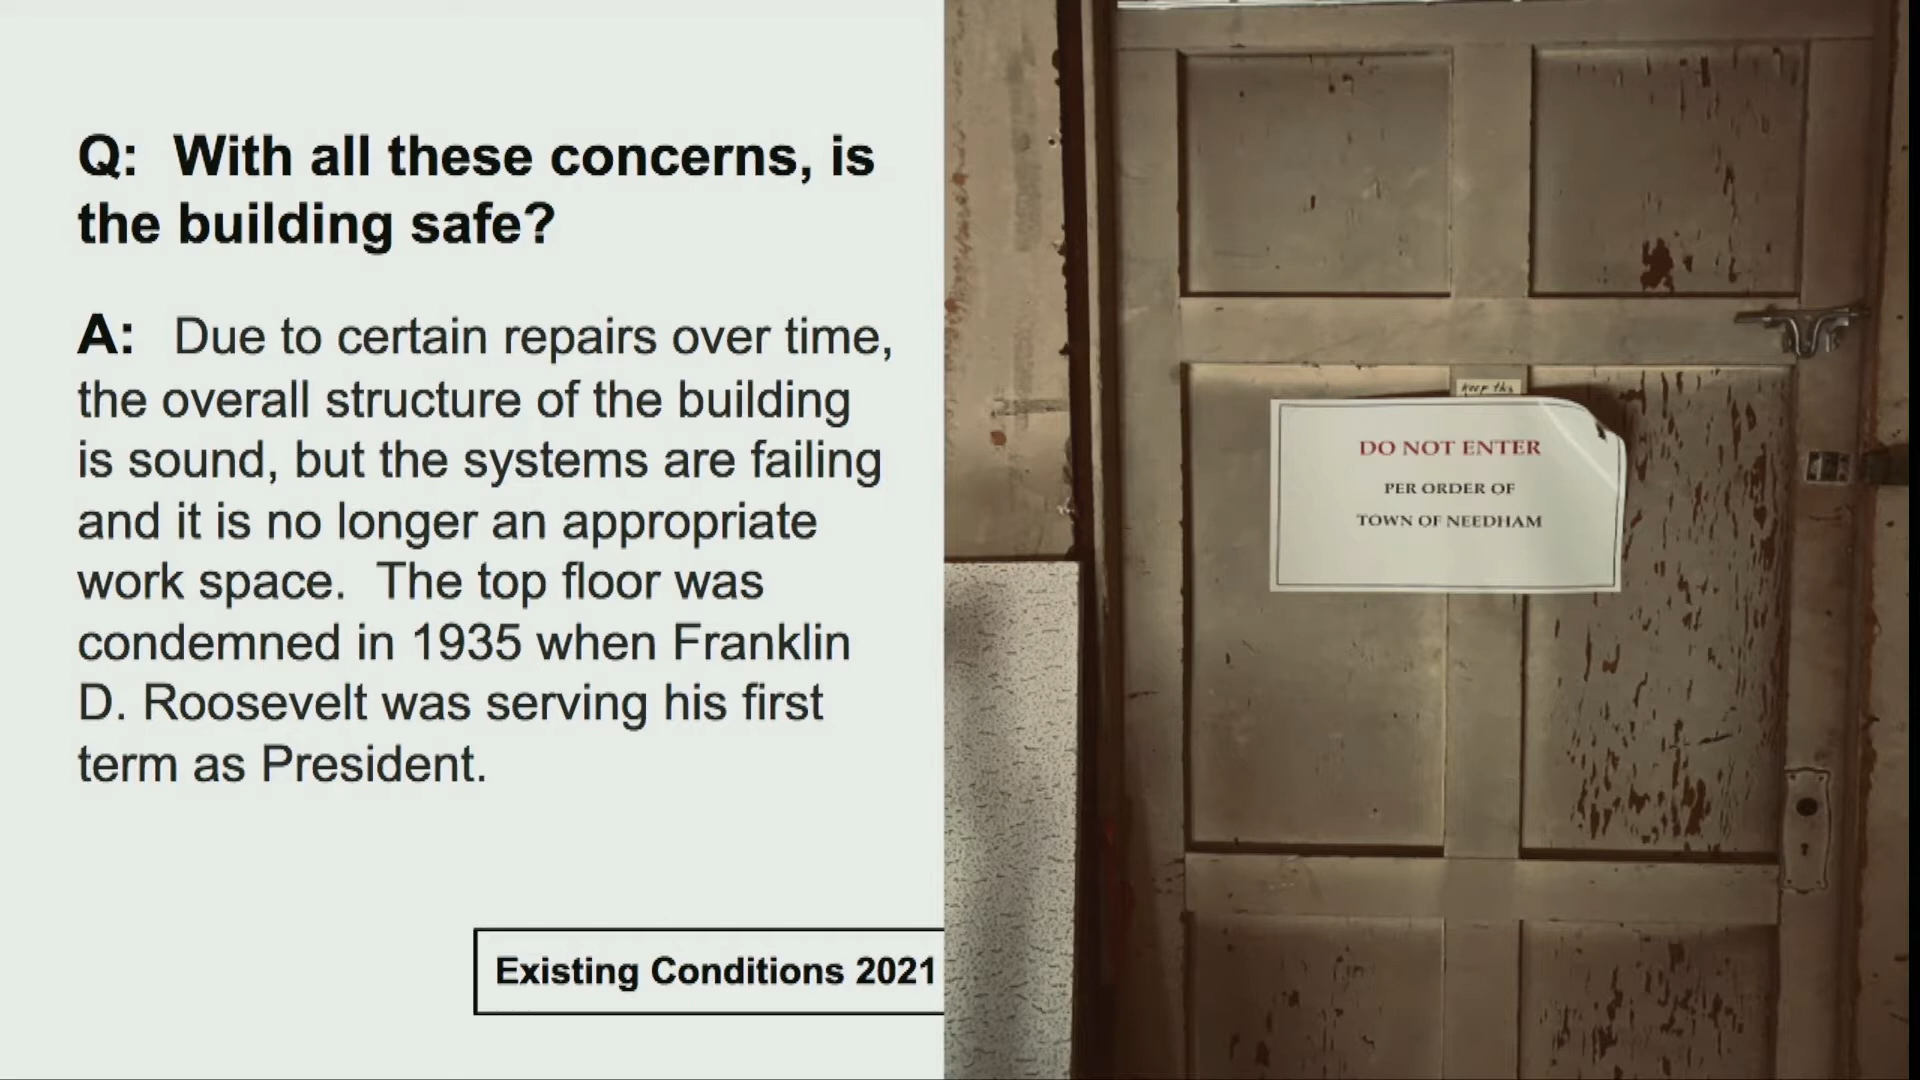 Q: With all these concerns, is
the building safe?
A: Due to certain repairs over time,
the overall structure of the building
is sound, but the systems are failing
and it is no longer an appropriate
work space. The top floor was
condemned in 1935 when Franklin
D. Roosevelt was serving his first
term as President.
Existing Conditions 2021
Keep this
DO NOT ENTER
PER ORDER OF
TOWN OF NEEDHAM